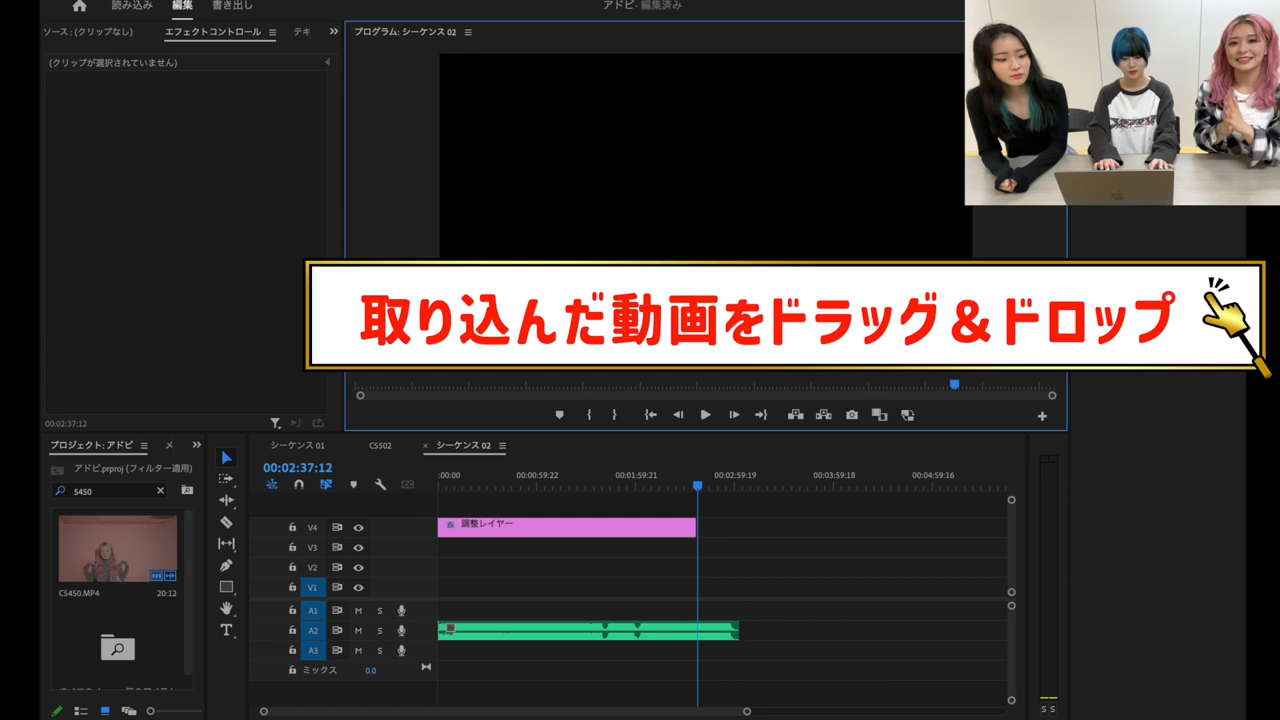 読み込み 編集 書き出し アドビ - 編集済み
ソース : (クリップなし) エフェクトコントロール テキ
プログラム: シーケンス 02
(クリップが選択されていません)
取り込んだ動画をドラッグ&ドロップ
00:02:37:12
プロジェクト: アドビ
アドビ.prproj (フィルター適用)
5450
C5450.MP4 20:12
シーケンス 01 C5502 × シーケンス 02
00:02:37:12
:00:00 00:00:59:22 00:01:59:21 00:02:59:19 00:03:59:18 00:04:59:16
V4 調整レイヤー
V3
V2
V1
A1 M S
A2 M S
A3 M S
ミックス 0.0
S S